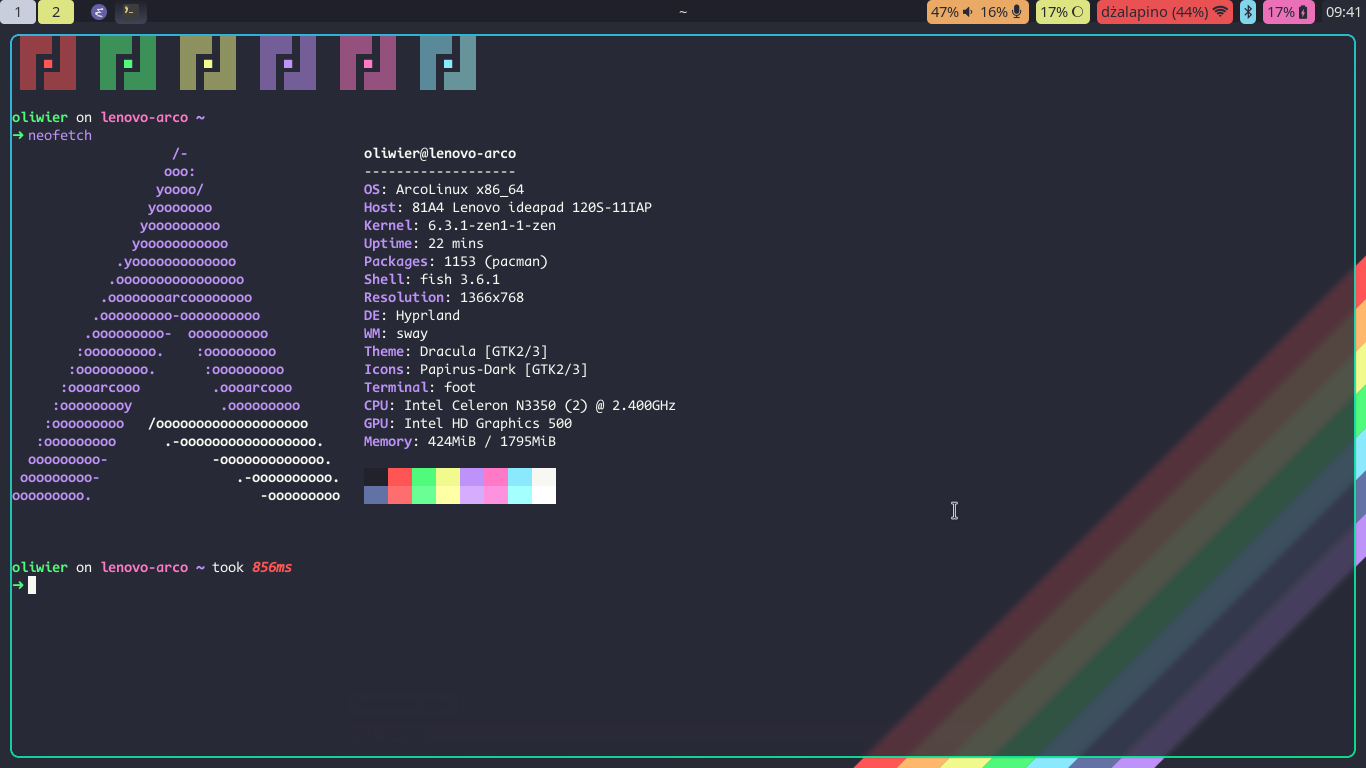 1 2 ~ 47% 16% 17% dżalapino (44%) 17% 09:41
oliwier on lenovo-arco ~
➜ neofetch
/-
ooo:
yoooo/
yooooooo
yooooooooo
yooooooooooo
.yooooooooooooo
.oooooooooooooooo
.oooooooarcoooooooo
.ooooooooo-oooooooooo
.ooooooooo-  oooooooooo
:ooooooooo.    :ooooooooo
:ooooooooo.      :ooooooooo
:oooarcooo         .oooarcooo
:ooooooooy           .ooooooooo
:ooooooooo   /ooooooooooooooooooo
:ooooooooo      .-ooooooooooooooooo.
ooooooooo-             -ooooooooooooo.
ooooooooo-                 .-oooooooooo.
ooooooooo.                     -ooooooooo
oliwier@lenovo-arco
-------------------
OS: ArcoLinux x86_64
Host: 81A4 Lenovo ideapad 120S-11IAP
Kernel: 6.3.1-zen1-1-zen
Uptime: 22 mins
Packages: 1153 (pacman)
Shell: fish 3.6.1
Resolution: 1366x768
DE: Hyprland
WM: sway
Theme: Dracula [GTK2/3]
Icons: Papirus-Dark [GTK2/3]
Terminal: foot
CPU: Intel Celeron N3350 (2) @ 2.400GHz
GPU: Intel HD Graphics 500
Memory: 424MiB / 1795MiB
oliwier on lenovo-arco ~ took 856ms
➜